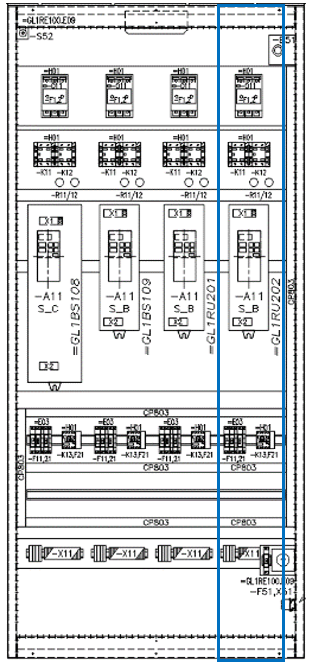 =GL1RE100.E09
-S52
-E51
=H01 =H01 =H01 =H01
-Q11 -Q11 -Q11 -Q11
=H01 =H01 =H01 =H01
-K11 -K12 -K11 -K12 -K11 -K12 -K11 -K12
-R11/12 -R11/12 -R11/12 -R11/12
-A11 -A11 -A11 -A11
S_C S_B S_B S_B
=GL1BS108
=GL1BS109
=GL1RU201
=GL1RU202
CP803
CP803 CP803
=E03 =H01 =E03 =H01 =E03 =H01 =E03 =H01
-F11,21 -K13,F21 -F11,21 -K13,F21 -F11,21 -K13,F21 -F11,21 -K13,F21
CP803 CP803
CP803
CP803 CP803
-X11 -X11 -X11 X11
=GL1RE100.E09
-F51,X51